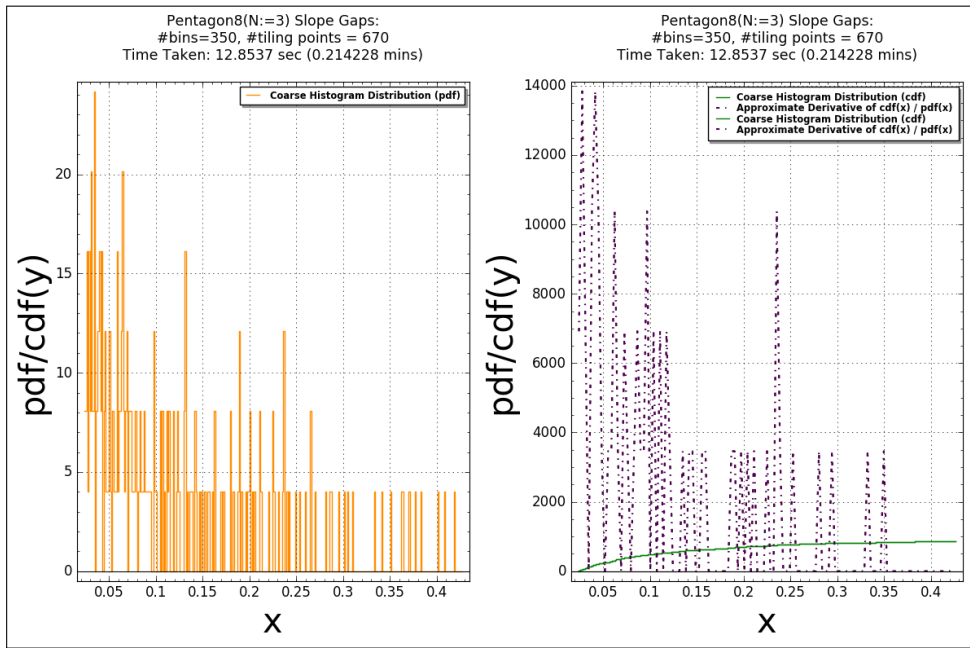 Pentagon8(N:=3) Slope Gaps:
#bins=350, #tiling points = 670
Time Taken: 12.8537 sec (0.214228 mins)
Coarse Histogram Distribution (pdf)
20
15
10
5
0
pdf/cdf(y)
0.05 0.1 0.15 0.2 0.25 0.3 0.35 0.4
x
Pentagon8(N:=3) Slope Gaps:
#bins=350, #tiling points = 670
Time Taken: 12.8537 sec (0.214228 mins)
Coarse Histogram Distribution (cdf)
Approximate Derivative of cdf(x) / pdf(x)
Coarse Histogram Distribution (cdf)
Approximate Derivative of cdf(x) / pdf(x)
14000
12000
10000
8000
6000
4000
2000
0
pdf/cdf(y)
0.05 0.1 0.15 0.2 0.25 0.3 0.35 0.4
x